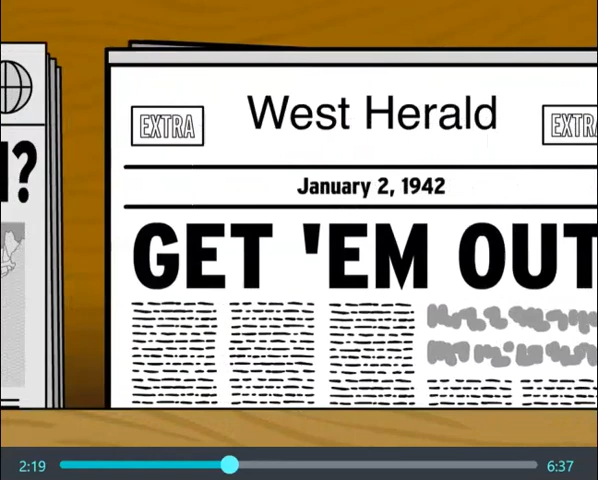 West Herald
EXTRA
EXTRA
January 2, 1942
GET 'EM OUT
?
2:19
6:37